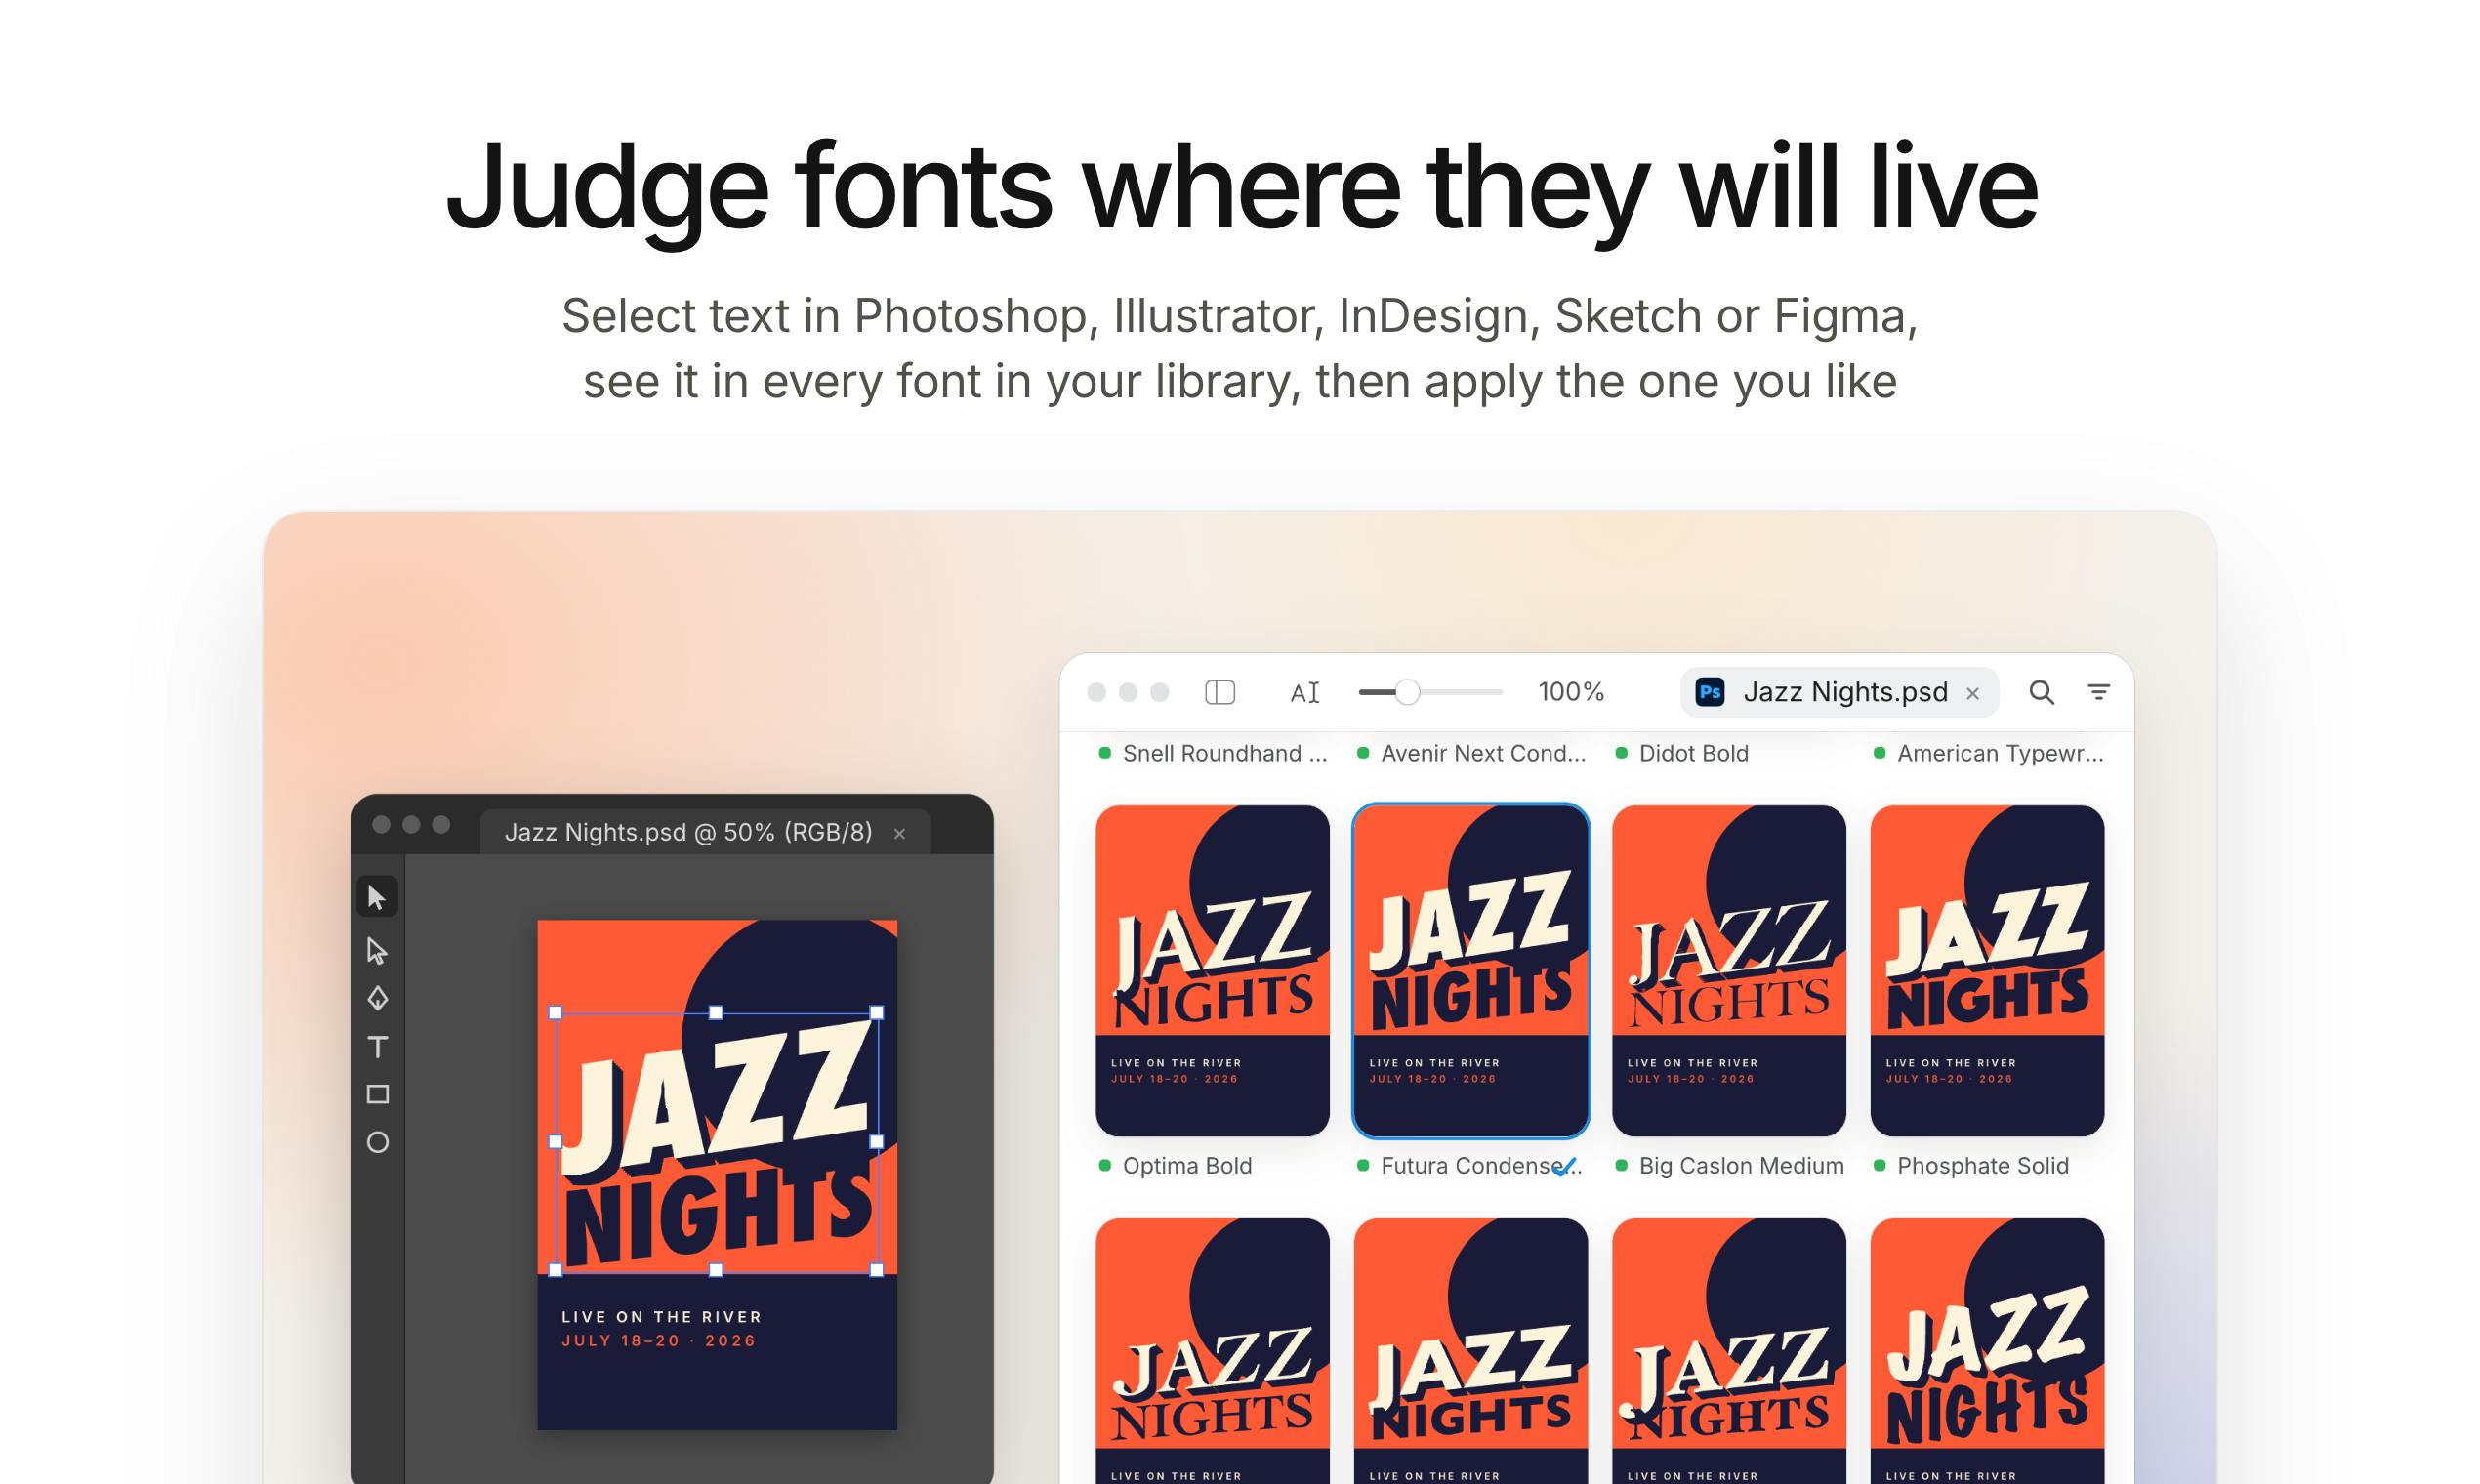 Judge fonts where they will live
Select text in Photoshop, Illustrator, InDesign, Sketch or Figma,
see it in every font in your library, then apply the one you like
Jazz Nights.psd @ 50% (RGB/8) ×
T
JAZZ
NIGHTS
LIVE ON THE RIVER
JULY 18–20 · 2026
AI
100%
Ps Jazz Nights.psd ×
Snell Roundhand ...
Avenir Next Cond...
Didot Bold
American Typewr...
JAZZ
NIGHTS
LIVE ON THE RIVER
JULY 18–20 · 2026
Optima Bold
JAZZ
NIGHTS
LIVE ON THE RIVER
JULY 18–20 · 2026
Futura Condense...
JAZZ
NIGHTS
LIVE ON THE RIVER
JULY 18–20 · 2026
Big Caslon Medium
JAZZ
NIGHTS
LIVE ON THE RIVER
JULY 18–20 · 2026
Phosphate Solid
JAZZ
NIGHTS
LIVE ON THE RIVER
JAZZ
NIGHTS
LIVE ON THE RIVER
JAZZ
NIGHTS
LIVE ON THE RIVER
JAZZ
NIGHTS
LIVE ON THE RIVER